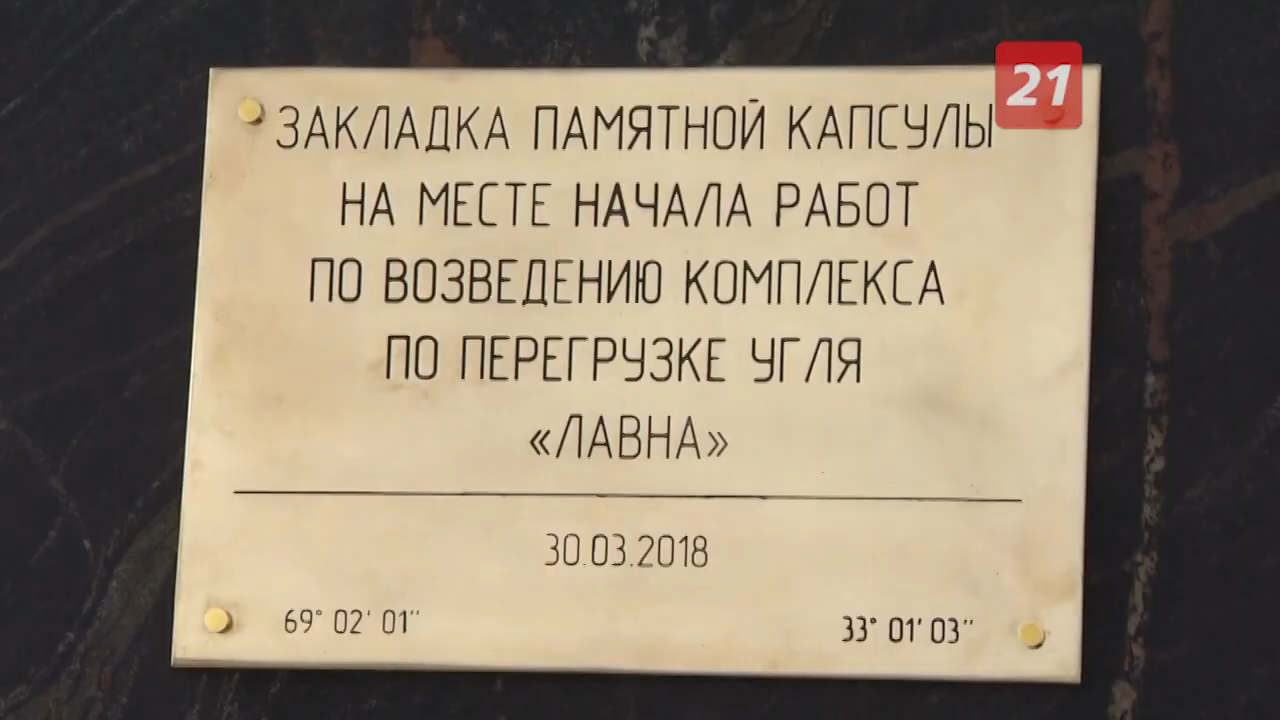 21
ЗАКЛАДКА ПАМЯТНОЙ КАПСУЛЫ
НА МЕСТЕ НАЧАЛА РАБОТ
ПО ВОЗВЕДЕНИЮ КОМПЛЕКСА
ПО ПЕРЕГРУЗКЕ УГЛЯ
«ЛАВНА»
30.03.2018
69° 02' 01'' 33° 01' 03''